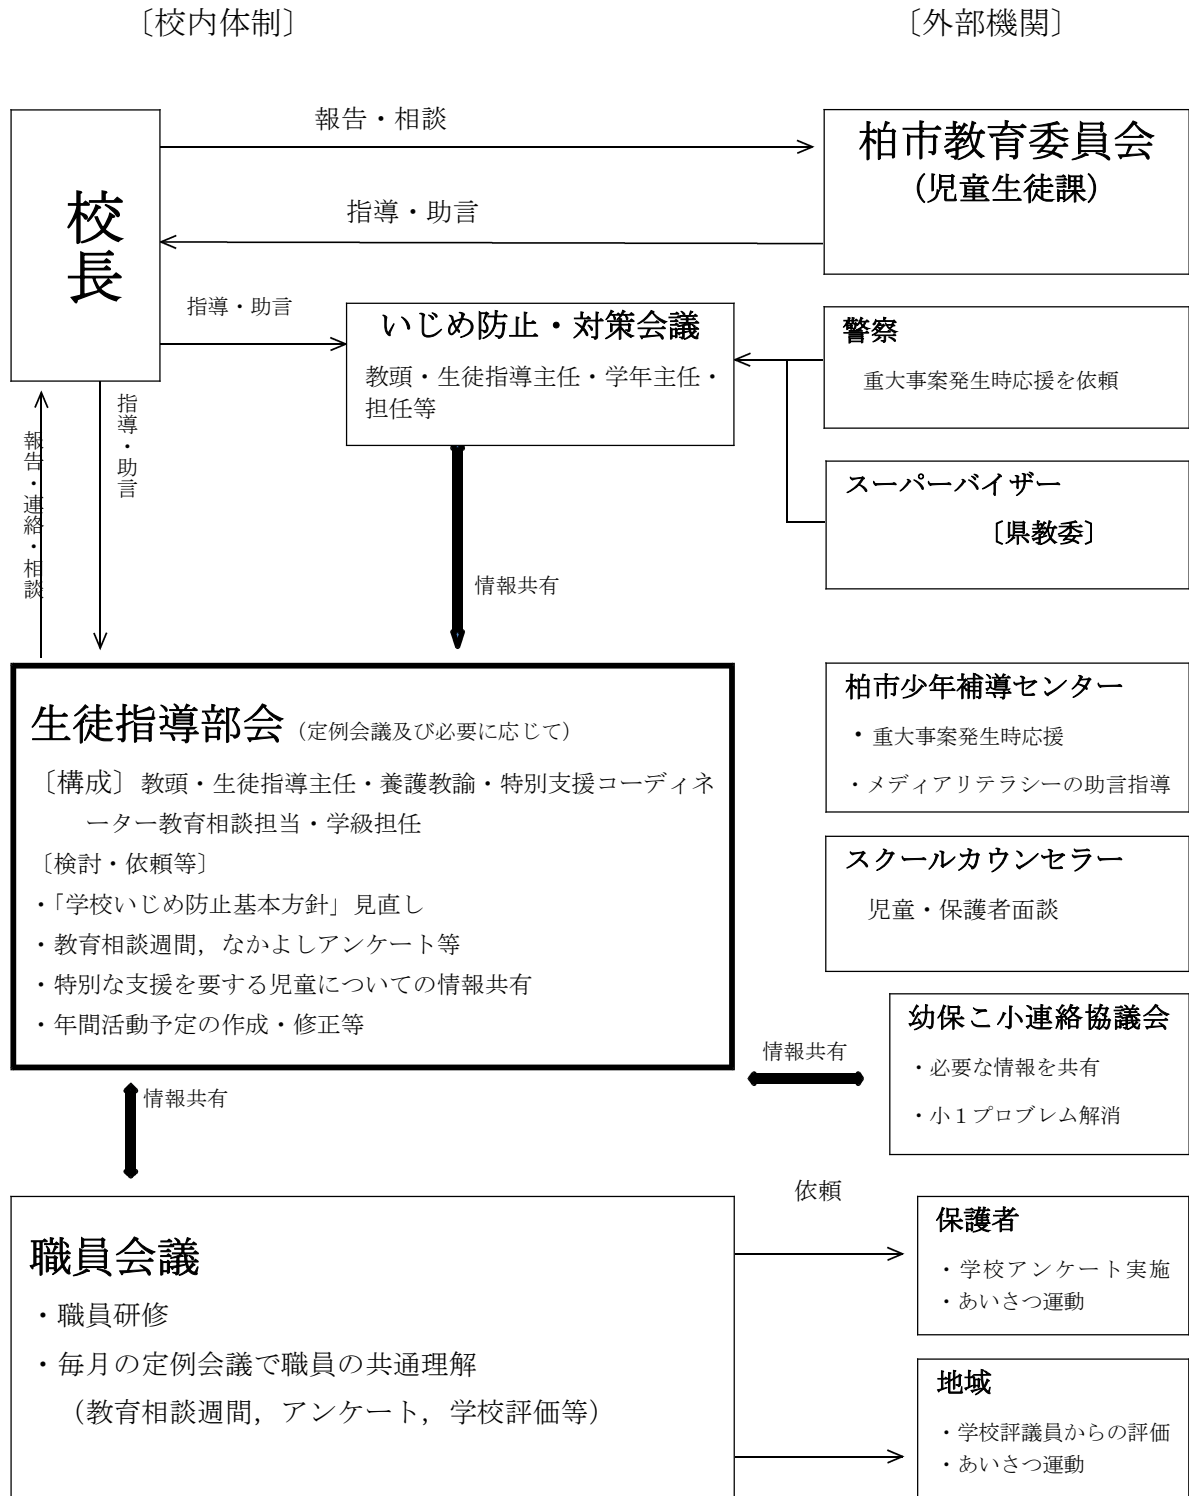 〔校内体制〕
〔外部機関〕
報告・相談
校長
柏市教育委員会
（児童生徒課）
指導・助言
指導・助言
いじめ防止・対策会議
教頭・生徒指導主任・学年主任・
担任等
警察
重大事案発生時応援を依頼
指導・助言
報告・連絡・相談
スーパーバイザー
〔県教委〕
情報共有
生徒指導部会（定例会議及び必要に応じて）
〔構成〕教頭・生徒指導主任・養護教諭・特別支援コーディネ
ーター教育相談担当・学級担任
〔検討・依頼等〕
・「学校いじめ防止基本方針」見直し
・教育相談週間，なかよしアンケート等
・特別な支援を要する児童についての情報共有
・年間活動予定の作成・修正等
柏市少年補導センター
・重大事案発生時応援
・メディアリテラシーの助言指導
スクールカウンセラー
児童・保護者面談
情報共有
幼保こ小連絡協議会
・必要な情報を共有
・小１プロブレム解消
情報共有
職員会議
・職員研修
・毎月の定例会議で職員の共通理解
（教育相談週間，アンケート，学校評価等）
依頼
保護者
・学校アンケート実施
・あいさつ運動
地域
・学校評議員からの評価
・あいさつ運動